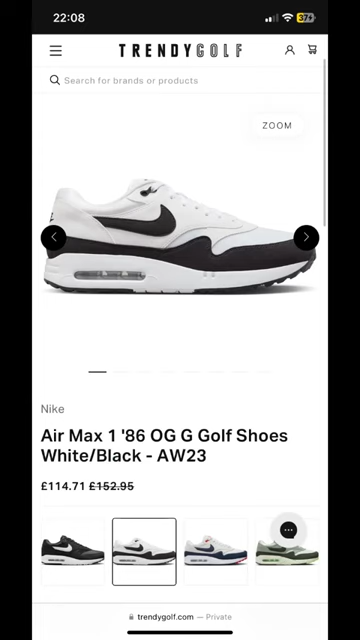 22:08
37
TRENDYGOLF
Search for brands or products
ZOOM
Nike
Air Max 1 '86 OG G Golf Shoes
White/Black - AW23
£114.71 £152.95
trendygolf.com — Private